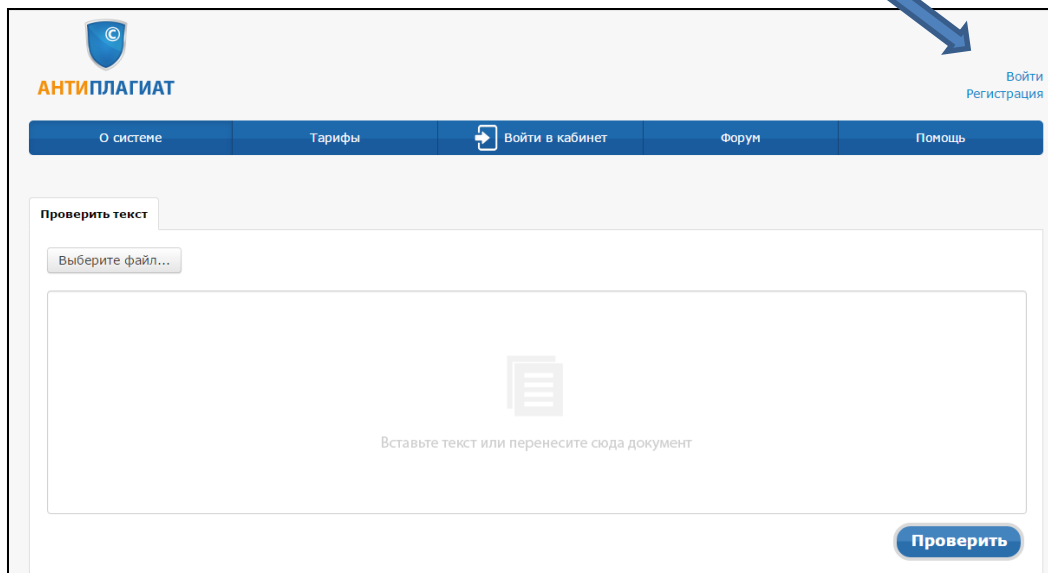 ©
АНТИПЛАГИАТ
Войти
Регистрация
О системе Тарифы Войти в кабинет Форум Помощь
Проверить текст
Выберите файл...
Вставьте текст или перенесите сюда документ
Проверить